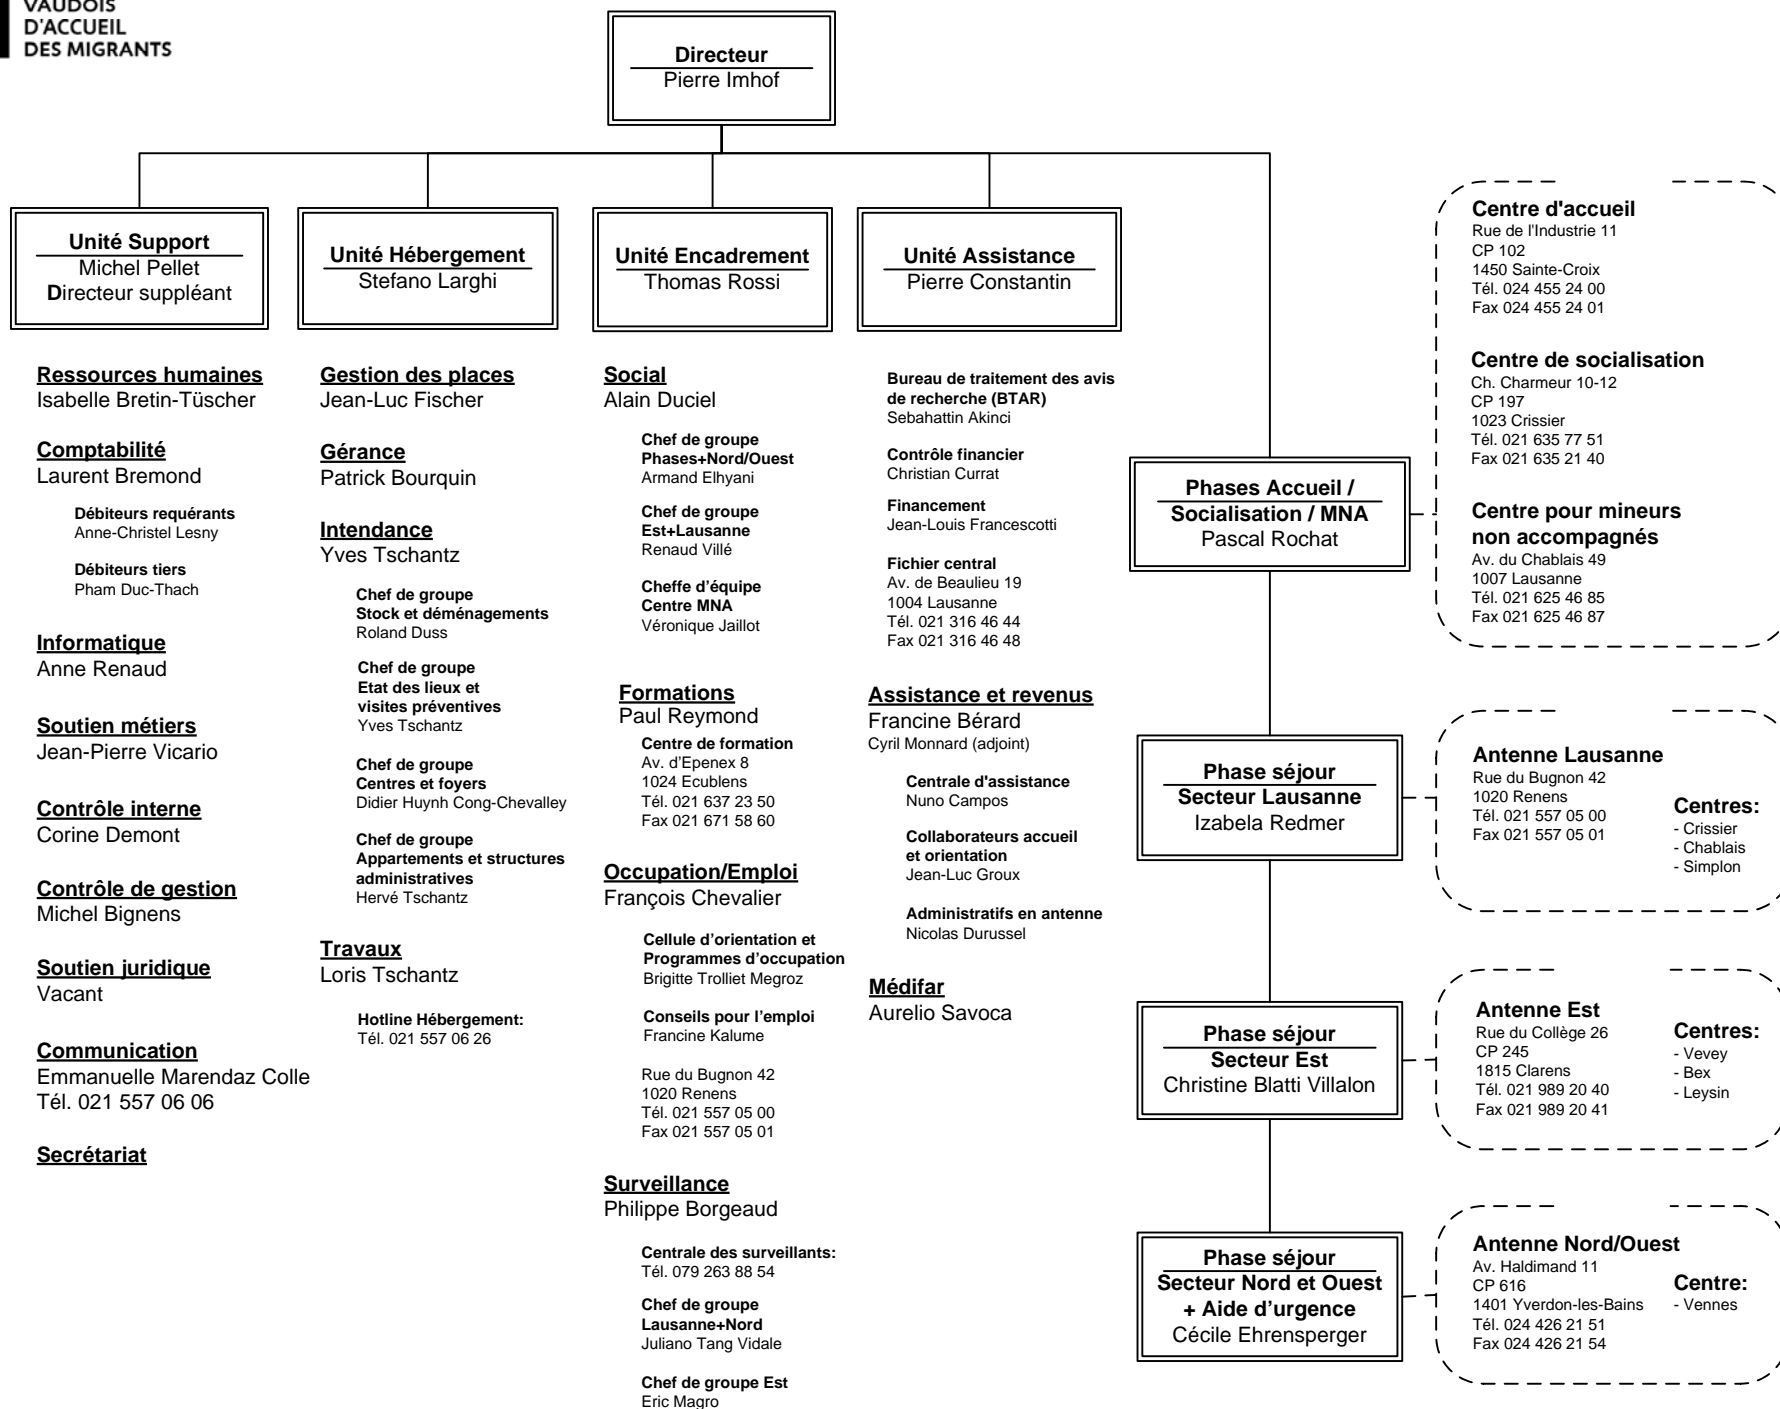 VAUDOIS
D'ACCUEIL
DES MIGRANTS
Directeur
Pierre Imhof
Unité Support
Michel Pellet
Directeur suppléant
Unité Hébergement
Stefano Larghi
Unité Encadrement
Thomas Rossi
Unité Assistance
Pierre Constantin
Ressources humaines
Isabelle Bretin-Tüscher
Comptabilité
Laurent Bremond
Débiteurs requérants
Anne-Christel Lesny
Débiteurs tiers
Pham Duc-Thach
Informatique
Anne Renaud
Soutien métiers
Jean-Pierre Vicario
Contrôle interne
Corine Demont
Contrôle de gestion
Michel Bignens
Soutien juridique
Vacant
Communication
Emmanuelle Marendaz Colle
Tél. 021 557 06 06
Secrétariat
Gestion des places
Jean-Luc Fischer
Gérance
Patrick Bourquin
Intendance
Yves Tschantz
Chef de groupe
Stock et déménagements
Roland Duss
Chef de groupe
Etat des lieux et
visites préventives
Yves Tschantz
Chef de groupe
Centres et foyers
Didier Huynh Cong-Chevalley
Chef de groupe
Appartements et structures
administratives
Hervé Tschantz
Travaux
Loris Tschantz
Hotline Hébergement:
Tél. 021 557 06 26
Social
Alain Duciel
Chef de groupe
Phases+Nord/Ouest
Armand Elhyani
Chef de groupe
Est+Lausanne
Renaud Villé
Cheffe d'équipe
Centre MNA
Véronique Jaillot
Formations
Paul Reymond
Centre de formation
Av. d'Epenex 8
1024 Ecublens
Tél. 021 637 23 50
Fax 021 671 58 60
Occupation/Emploi
François Chevalier
Cellule d'orientation et
Programmes d'occupation
Brigitte Trolliet Megroz
Conseils pour l'emploi
Francine Kalume
Rue du Bugnon 42
1020 Renens
Tél. 021 557 05 00
Fax 021 557 05 01
Surveillance
Philippe Borgeaud
Centrale des surveillants:
Tél. 079 263 88 54
Chef de groupe
Lausanne+Nord
Juliano Tang Vidale
Chef de groupe Est
Eric Magro
Bureau de traitement des avis
de recherche (BTAR)
Sebahattin Akinci
Contrôle financier
Christian Currat
Financement
Jean-Louis Francescotti
Fichier central
Av. de Beaulieu 19
1004 Lausanne
Tél. 021 316 46 44
Fax 021 316 46 48
Assistance et revenus
Francine Bérard
Cyril Monnard (adjoint)
Centrale d'assistance
Nuno Campos
Collaborateurs accueil
et orientation
Jean-Luc Groux
Administratifs en antenne
Nicolas Durussel
Médifar
Aurelio Savoca
Phases Accueil /
Socialisation / MNA
Pascal Rochat
Phase séjour
Secteur Lausanne
Izabela Redmer
Phase séjour
Secteur Est
Christine Blatti Villalon
Phase séjour
Secteur Nord et Ouest
+ Aide d'urgence
Cécile Ehrensperger
Centre d'accueil
Rue de l'Industrie 11
CP 102
1450 Sainte-Croix
Tél. 024 455 24 00
Fax 024 455 24 01
Centre de socialisation
Ch. Charmeur 10-12
CP 197
1023 Crissier
Tél. 021 635 77 51
Fax 021 635 21 40
Centre pour mineurs
non accompagnés
Av. du Chablais 49
1007 Lausanne
Tél. 021 625 46 85
Fax 021 625 46 87
Antenne Lausanne
Rue du Bugnon 42
1020 Renens
Tél. 021 557 05 00
Fax 021 557 05 01
Centres:
- Crissier
- Chablais
- Simplon
Antenne Est
Rue du Collège 26
CP 245
1815 Clarens
Tél. 021 989 20 40
Fax 021 989 20 41
Centres:
- Vevey
- Bex
- Leysin
Antenne Nord/Ouest
Av. Haldimand 11
CP 616
1401 Yverdon-les-Bains
Tél. 024 426 21 51
Fax 024 426 21 54
Centre:
- Vennes